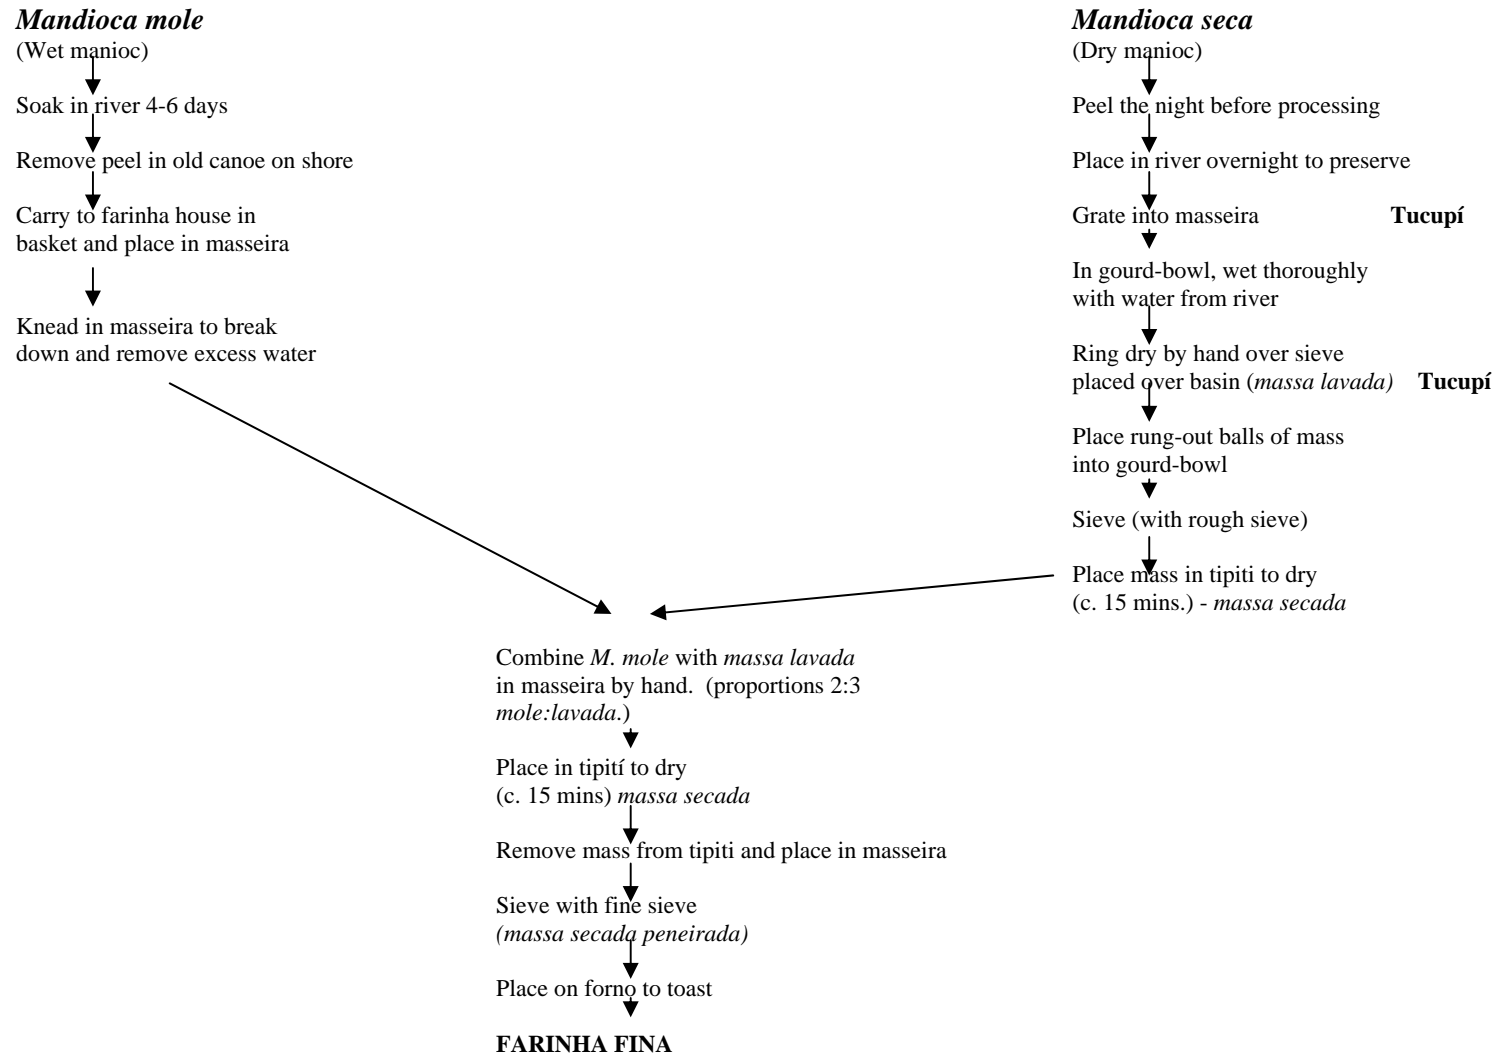 Mandioca mole
(Wet manioc)
Soak in river 4-6 days
Remove peel in old canoe on shore
Carry to farinha house in
basket and place in masseira
Knead in masseira to break
down and remove excess water
Mandioca seca
(Dry manioc)
Peel the night before processing
Place in river overnight to preserve
Grate into masseira Tucupí
In gourd-bowl, wet thoroughly
with water from river
Ring dry by hand over sieve
placed over basin (massa lavada) Tucupí
Place rung-out balls of mass
into gourd-bowl
Sieve (with rough sieve)
Place mass in tipiti to dry
(c. 15 mins.) - massa secada
Combine M. mole with massa lavada
in masseira by hand. (proportions 2:3
mole:lavada.)
Place in tipití to dry
(c. 15 mins) massa secada
Remove mass from tipiti and place in masseira
Sieve with fine sieve
(massa secada peneirada)
Place on forno to toast
FARINHA FINA